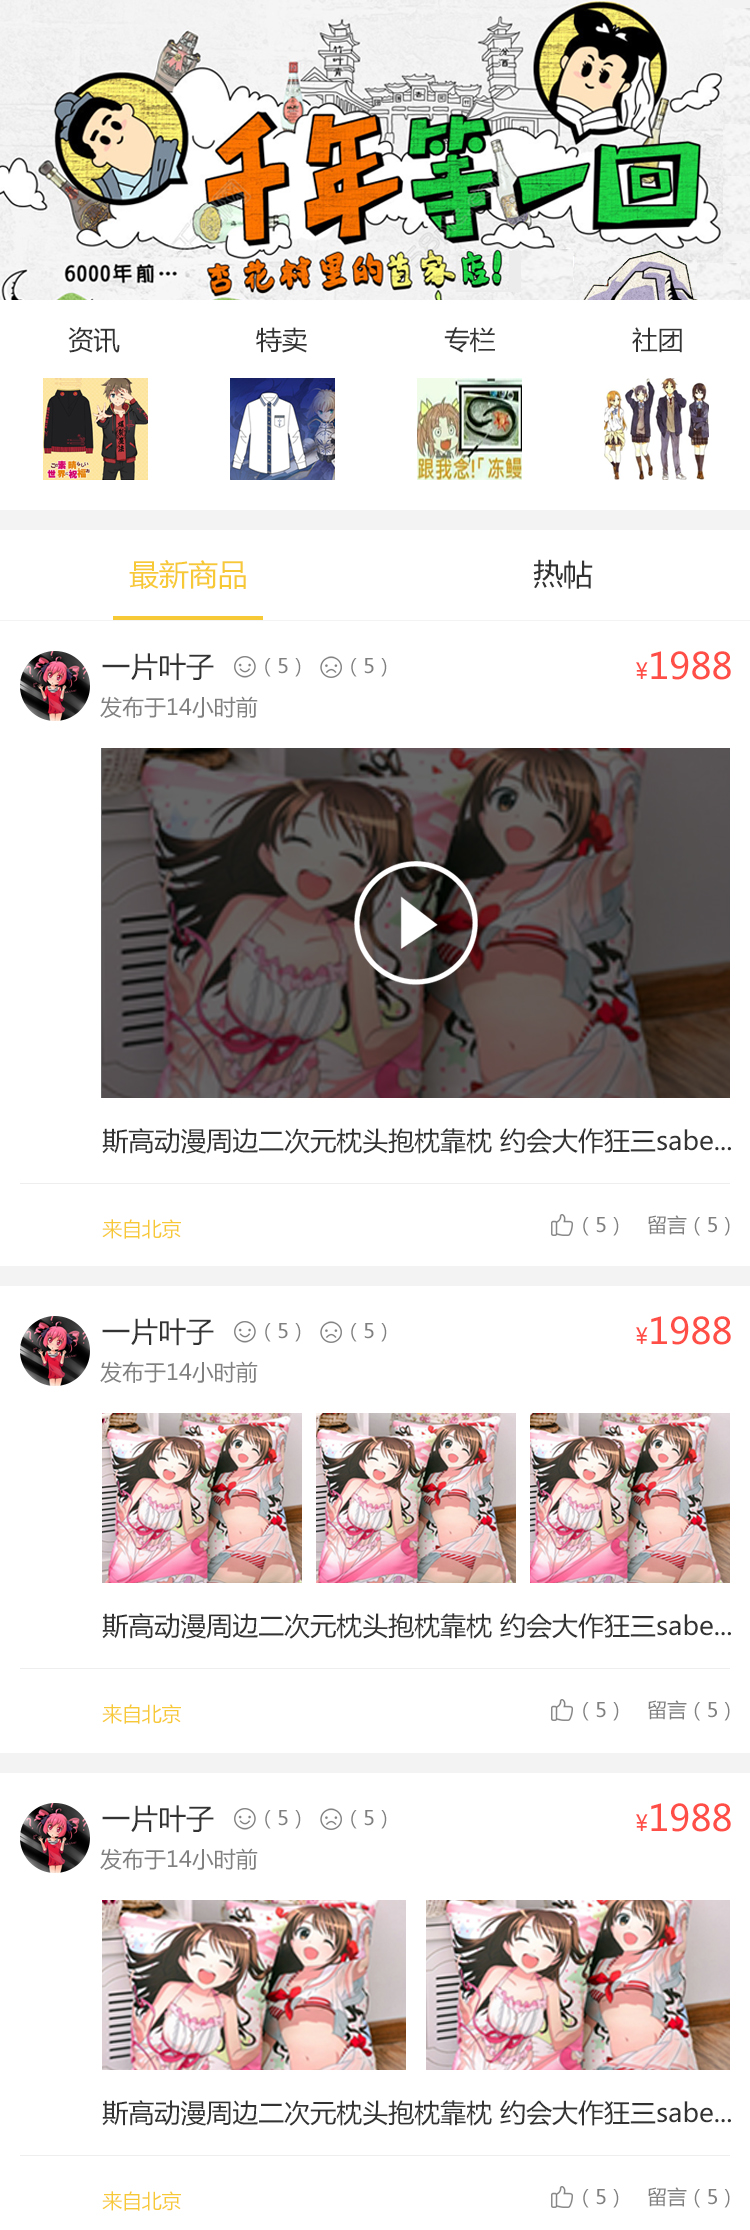 千年等一回
6000年前…
杏花村里的首家店!
资讯 特卖 专栏 社团
世界 祝福
跟我念!「冻鳗
最新商品 热帖
一片叶子 ( 5 ) ( 5 ) ¥1988
发布于14小时前
斯高动漫周边二次元枕头抱枕靠枕 约会大作狂三sabe...
来自北京 ( 5 ) 留言 ( 5 )
一片叶子 ( 5 ) ( 5 ) ¥1988
发布于14小时前
斯高动漫周边二次元枕头抱枕靠枕 约会大作狂三sabe...
来自北京 ( 5 ) 留言 ( 5 )
一片叶子 ( 5 ) ( 5 ) ¥1988
发布于14小时前
斯高动漫周边二次元枕头抱枕靠枕 约会大作狂三sabe...
来自北京 ( 5 ) 留言 ( 5 )